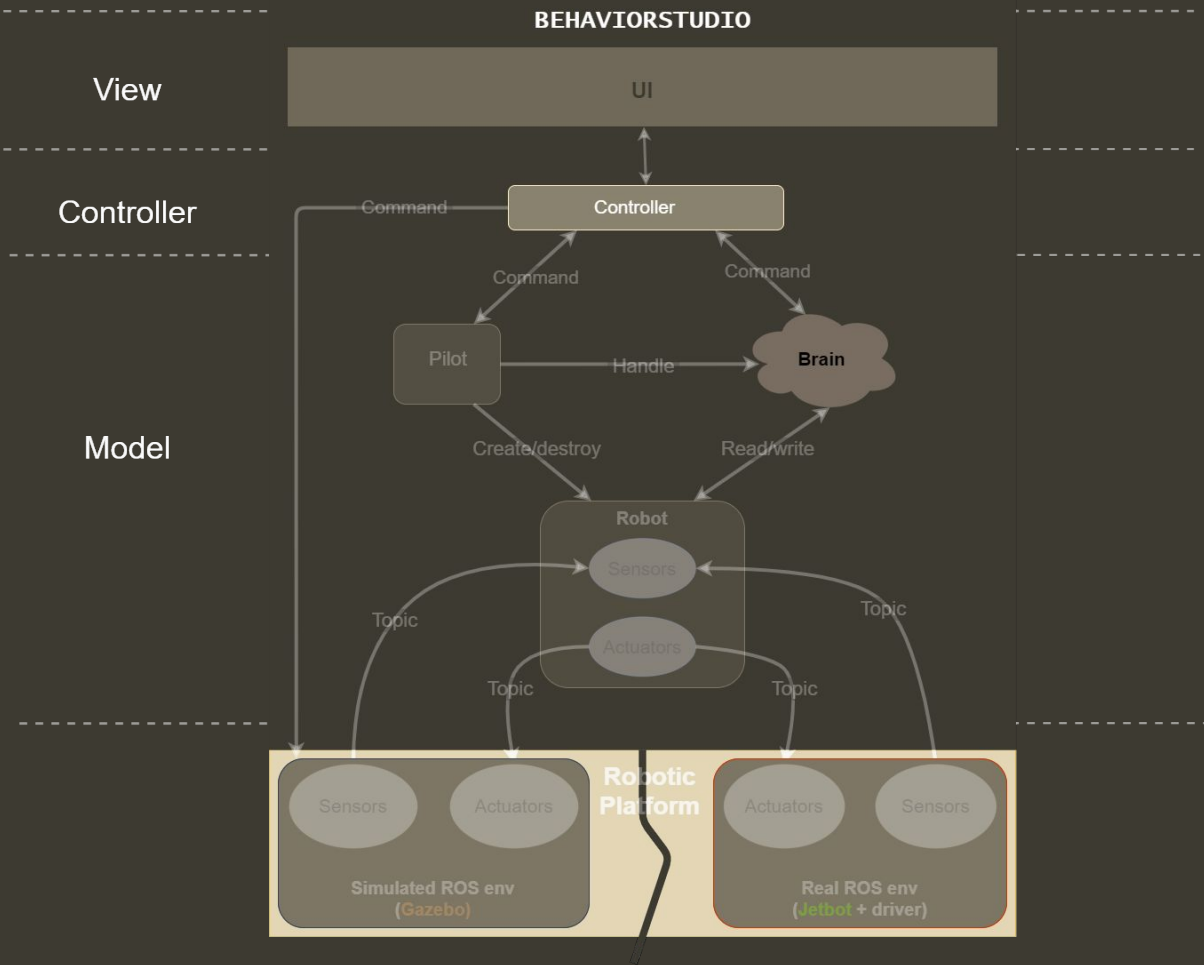 BEHAVIORSTUDIO
View
UI
Controller
Command
Controller
Command
Command
Pilot
Handle
Brain
Model
Create/destroy
Read/write
Robot
Sensors
Topic
Topic
Actuators
Topic
Topic
Robotic
Platform
Sensors
Actuators
Actuators
Sensors
Simulated ROS env
(Gazebo)
Real ROS env
(Jetbot + driver)